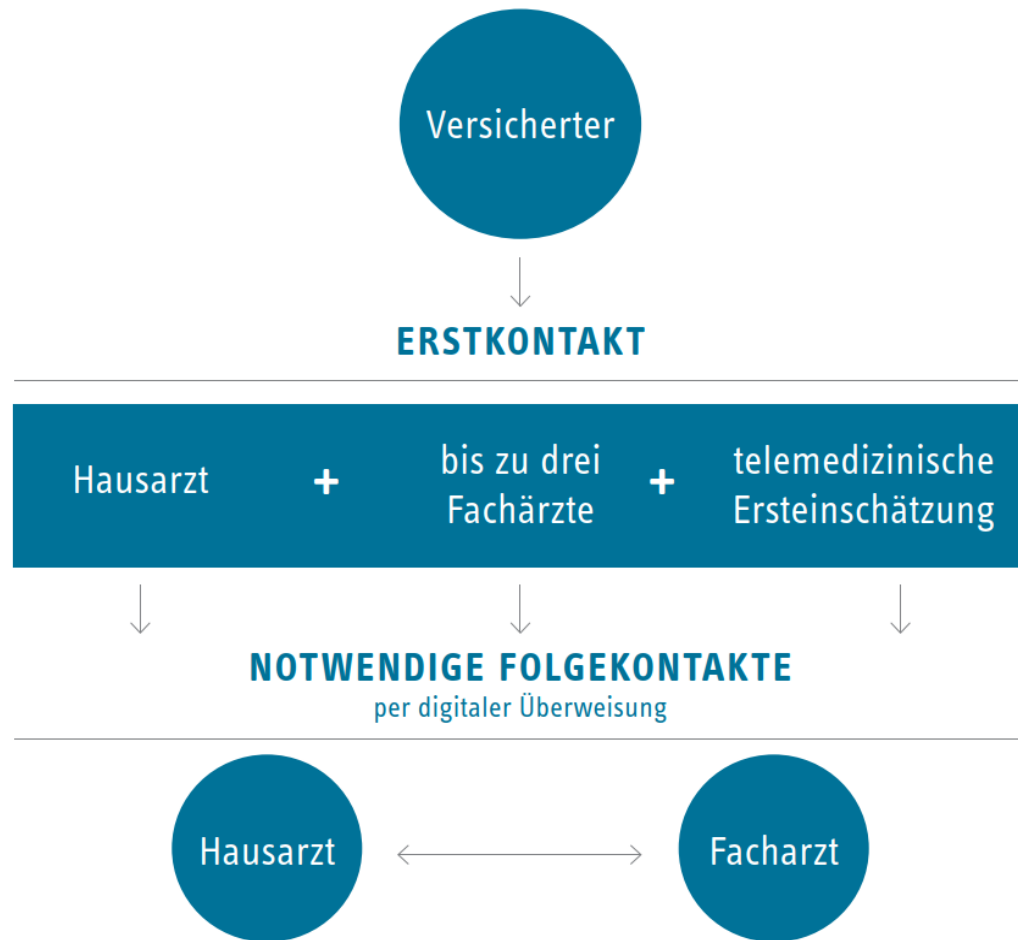 Versicherter
ERSTKONTAKT
Hausarzt + bis zu drei Fachärzte + telemedizinische Ersteinschätzung
NOTWENDIGE FOLGEKONTAKTE
per digitaler Überweisung
Hausarzt
Facharzt